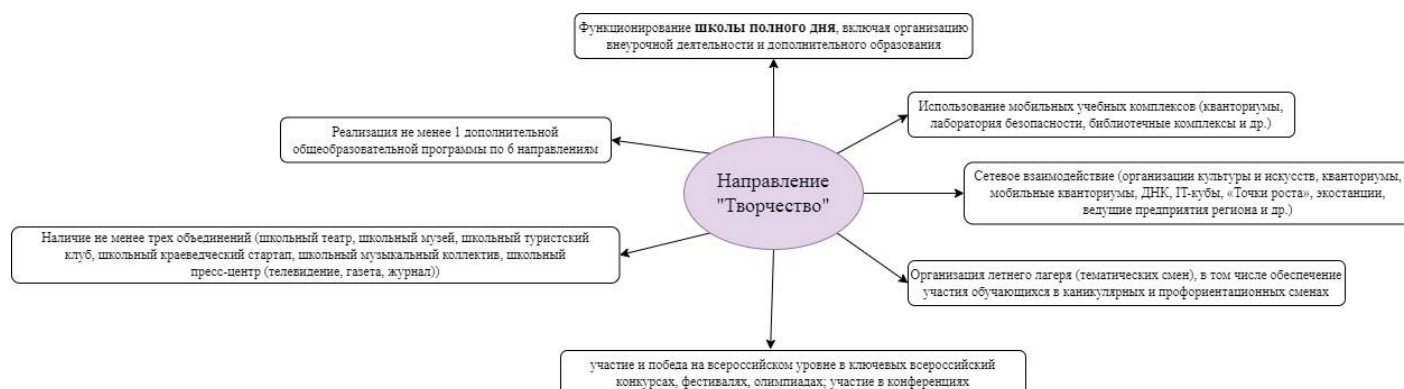 Функционирование школы полного дня, включая организацию
внеурочной деятельности и дополнительного образования
Использование мобильных учебных комплексов (кванториумы,
лаборатория безопасности, библиотечные комплексы и др.)
Реализация не менее 1 дополнительной
общеобразовательной программы по 6 направлениям
Направление
"Творчество"
Сетевое взаимодействие (организации культуры и искусств, кванториумы,
мобильные кванториумы, ДНК, IT-кубы, «Точки роста», экостанции,
ведущие предприятия региона и др.)
Наличие не менее трех объединений (школьный театр, школьный музей, школьный туристский
клуб, школьный краеведческий стартап, школьный музыкальный коллектив, школьный
пресс-центр (телевидение, газета, журнал))
Организация летнего лагеря (тематических смен), в том числе обеспечение
участия обучающихся в каникулярных и профориентационных сменах
участие и победа на всероссийском уровне в ключевых всероссийский
конкурсах, фестивалях, олимпиадах; участие в конференциях